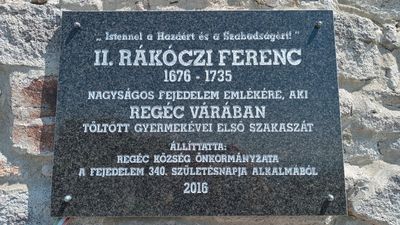 „ Istennel a Hazáért és a Szabadságért! ”
II. RÁKÓCZI FERENC
1676 - 1735
NAGYSÁGOS FEJEDELEM EMLÉKÉRE, AKI
REGÉC VÁRÁBAN
TÖLTÖTT GYERMEKÉVEI ELSŐ SZAKASZÁT
ÁLLÍTTATTA:
REGÉC KÖZSÉG ÖNKORMÁNYZATA
A FEJEDELEM 340. SZÜLETÉSNAPJA ALKALMÁBÓL
2016